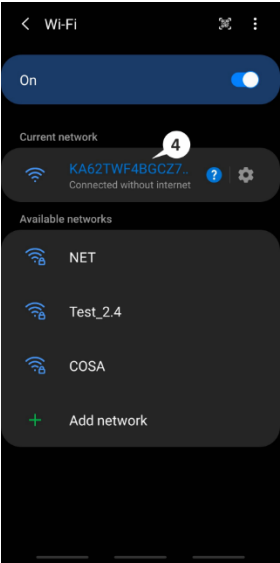 Wi-Fi
On
Current network
4
KA62TWF4BGCZ7..
Connected without internet
?
Available networks
NET
Test_2.4
COSA
+ Add network